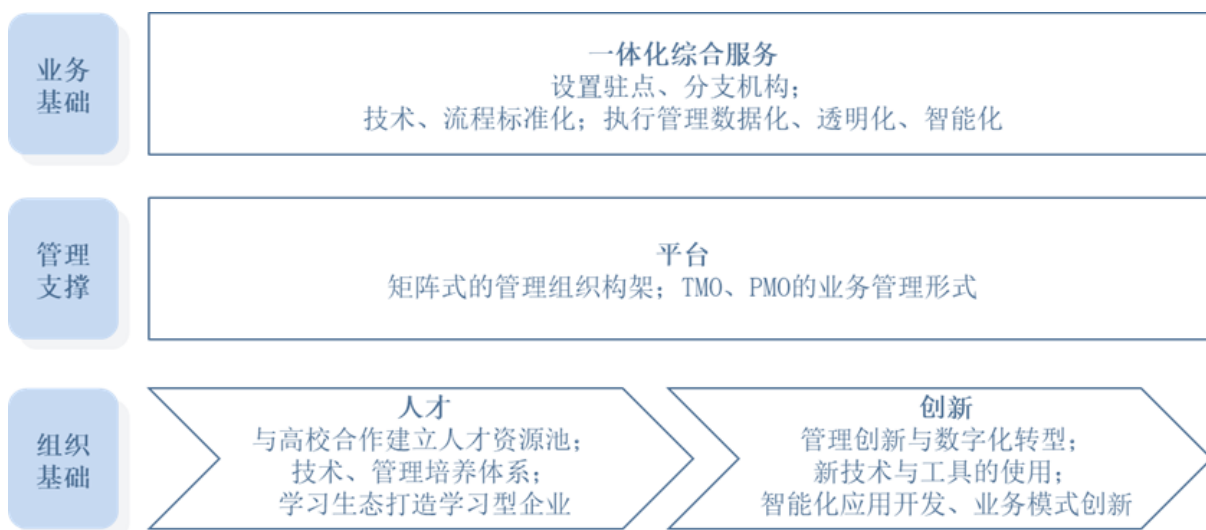 业务
基础
一体化综合服务
设置驻点、分支机构；
技术、流程标准化；执行管理数据化、透明化、智能化
管理
支撑
平台
矩阵式的管理组织构架；TMO、PMO的业务管理形式
组织
基础
人才
与高校合作建立人才资源池；
技术、管理培养体系；
学习生态打造学习型企业
创新
管理创新与数字化转型；
新技术与工具的使用；
智能化应用开发、业务模式创新